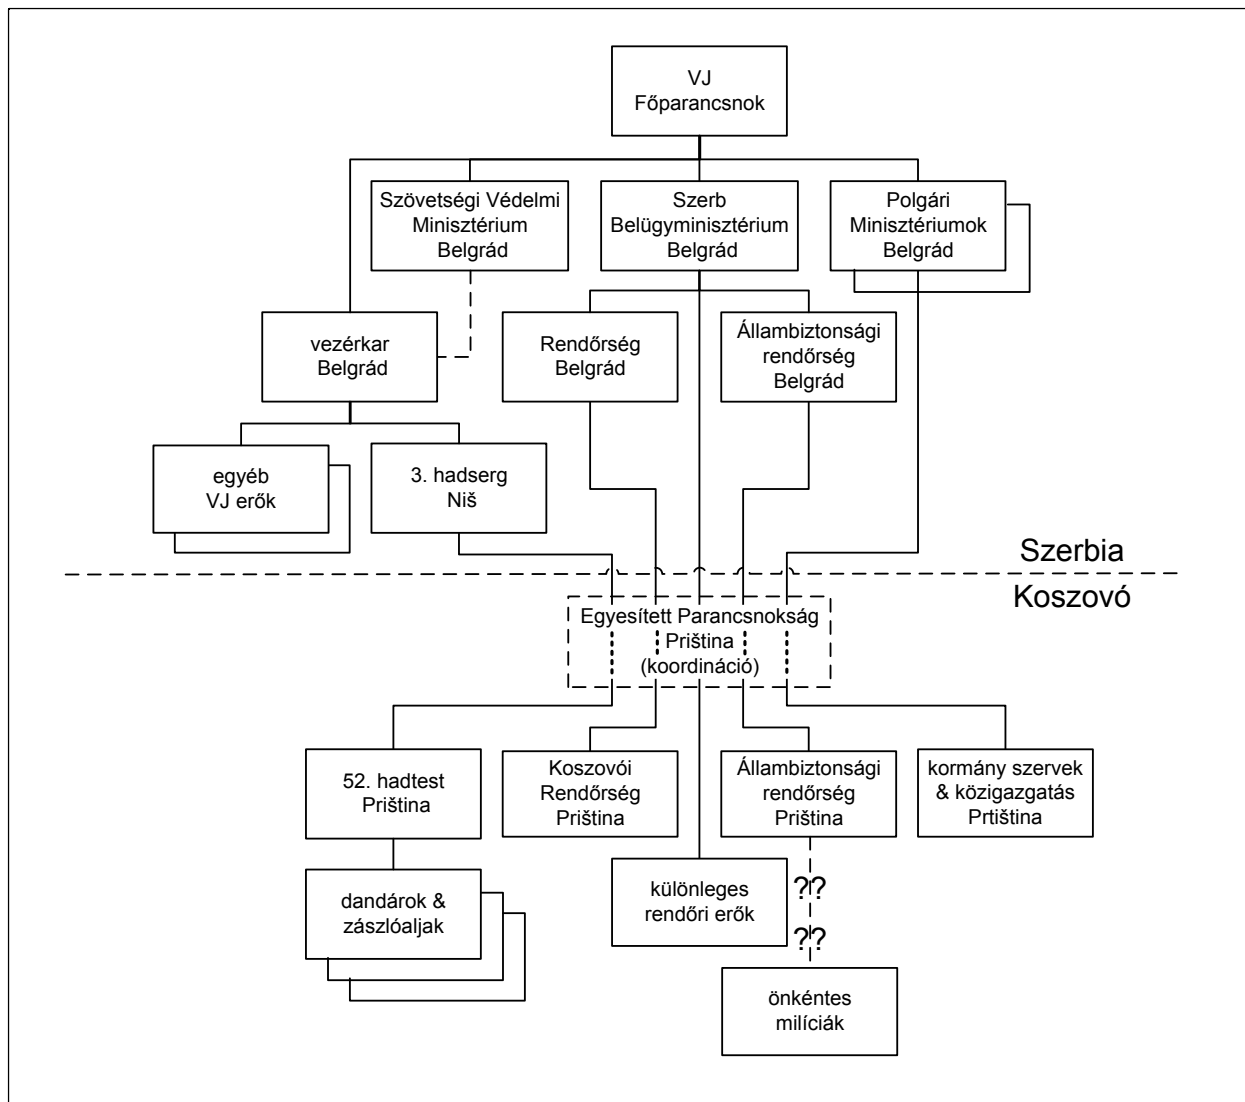 VJ
Főparancsnok
Szövetségi Védelmi
Minisztérium
Belgrád
Szerb
Belügyminisztérium
Belgrád
Polgári
Minisztériumok
Belgrád
vezérkar
Belgrád
Rendőrség
Belgrád
Állambiztonsági
rendőrség
Belgrád
egyéb
VJ erők
3. hadserg
Niš
Szerbia
Koszovó
Egyesített Parancsnokság
Priština
(koordináció)
52. hadtest
Priština
Koszovói
Rendőrség
Priština
Állambiztonsági
rendőrség
Priština
kormány szervek
& közigazgatás
Prtiština
dandárok &
zászlóaljak
különleges
rendőri erők
??
??
önkéntes
milíciák